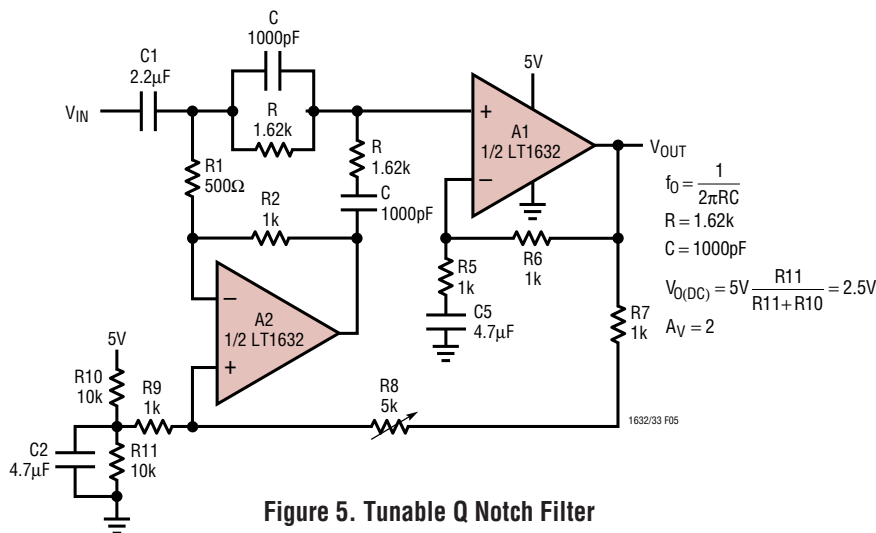 C
1000pF
C1
2.2µF
5V
V_IN
R
1.62k
+
A1
1/2 LT1632
−
V_OUT
R1
500Ω
R
1.62k
R2
1k
C
1000pF
f_O = 1/(2πRC)
R = 1.62k
C = 1000pF
V_O(DC) = 5V R11/(R11+R10) = 2.5V
A_V = 2
R6
1k
R5
1k
C5
4.7µF
R7
1k
−
A2
1/2 LT1632
+
5V
R10
10k
R9
1k
R8
5k
1632/33 F05
C2
4.7µF
R11
10k
Figure 5. Tunable Q Notch Filter